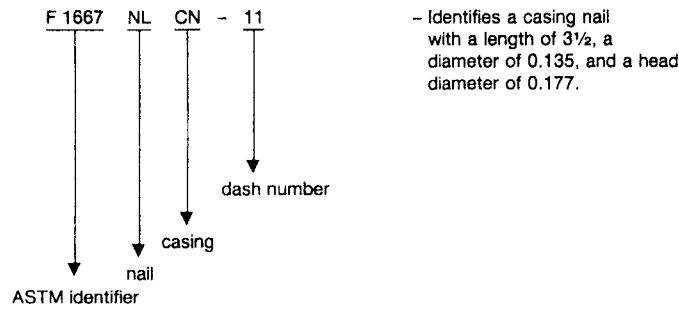 F 1667 NL CN - 11
– Identifies a casing nail
with a length of 3½, a
diameter of 0.135, and a head
diameter of 0.177.
dash number
casing
nail
ASTM identifier